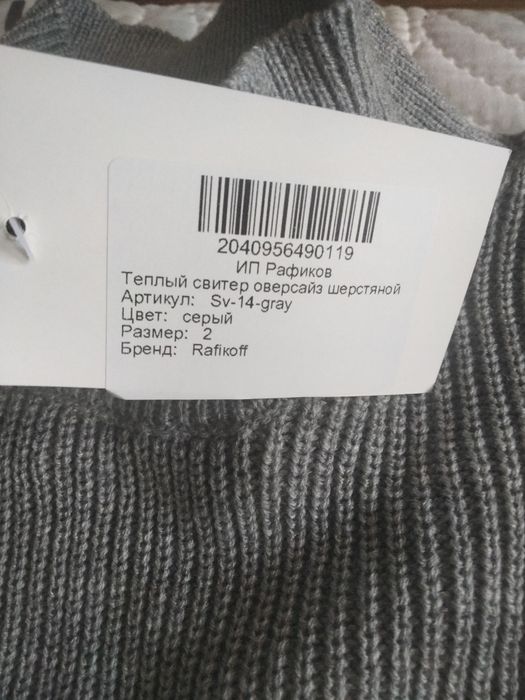 2040956490119
ИП Рафиков
Теплый свитер оверсайз шерстяной
Артикул: Sv-14-gray
Цвет: серый
Размер: 2
Бренд: Rafikoff